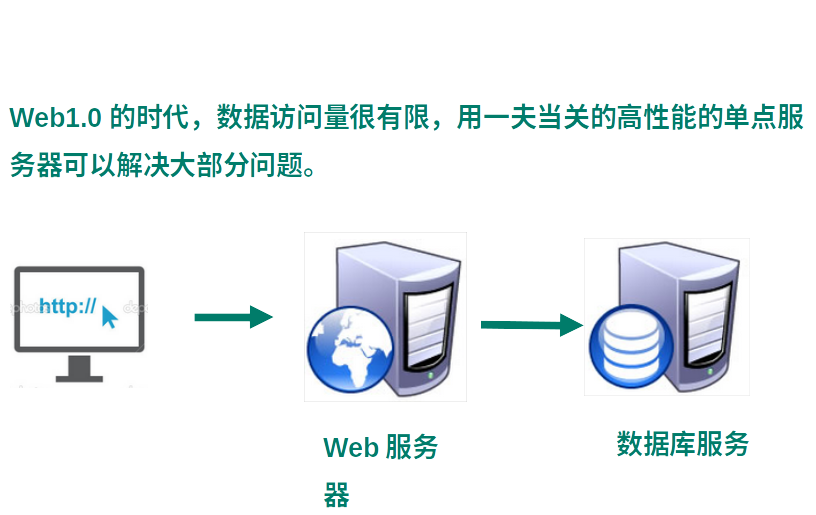 Web1.0 的时代，数据访问量很有限，用一夫当关的高性能的单点服
务器可以解决大部分问题。
http://
Web 服务
器
数据库服务